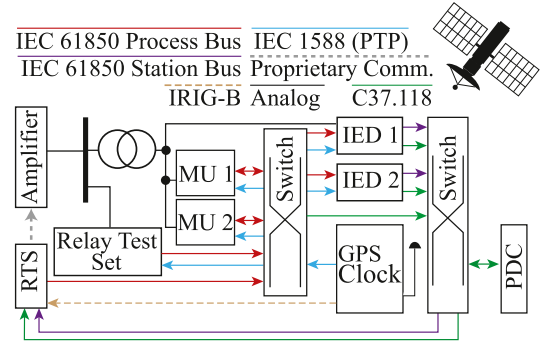 IEC 61850 Process Bus IEC 1588 (PTP)
IEC 61850 Station Bus Proprietary Comm.
IRIG-B Analog C37.118
Amplifier
MU 1
MU 2
Relay Test
Set
RTS
Switch
IED 1
IED 2
GPS
Clock
Switch
PDC